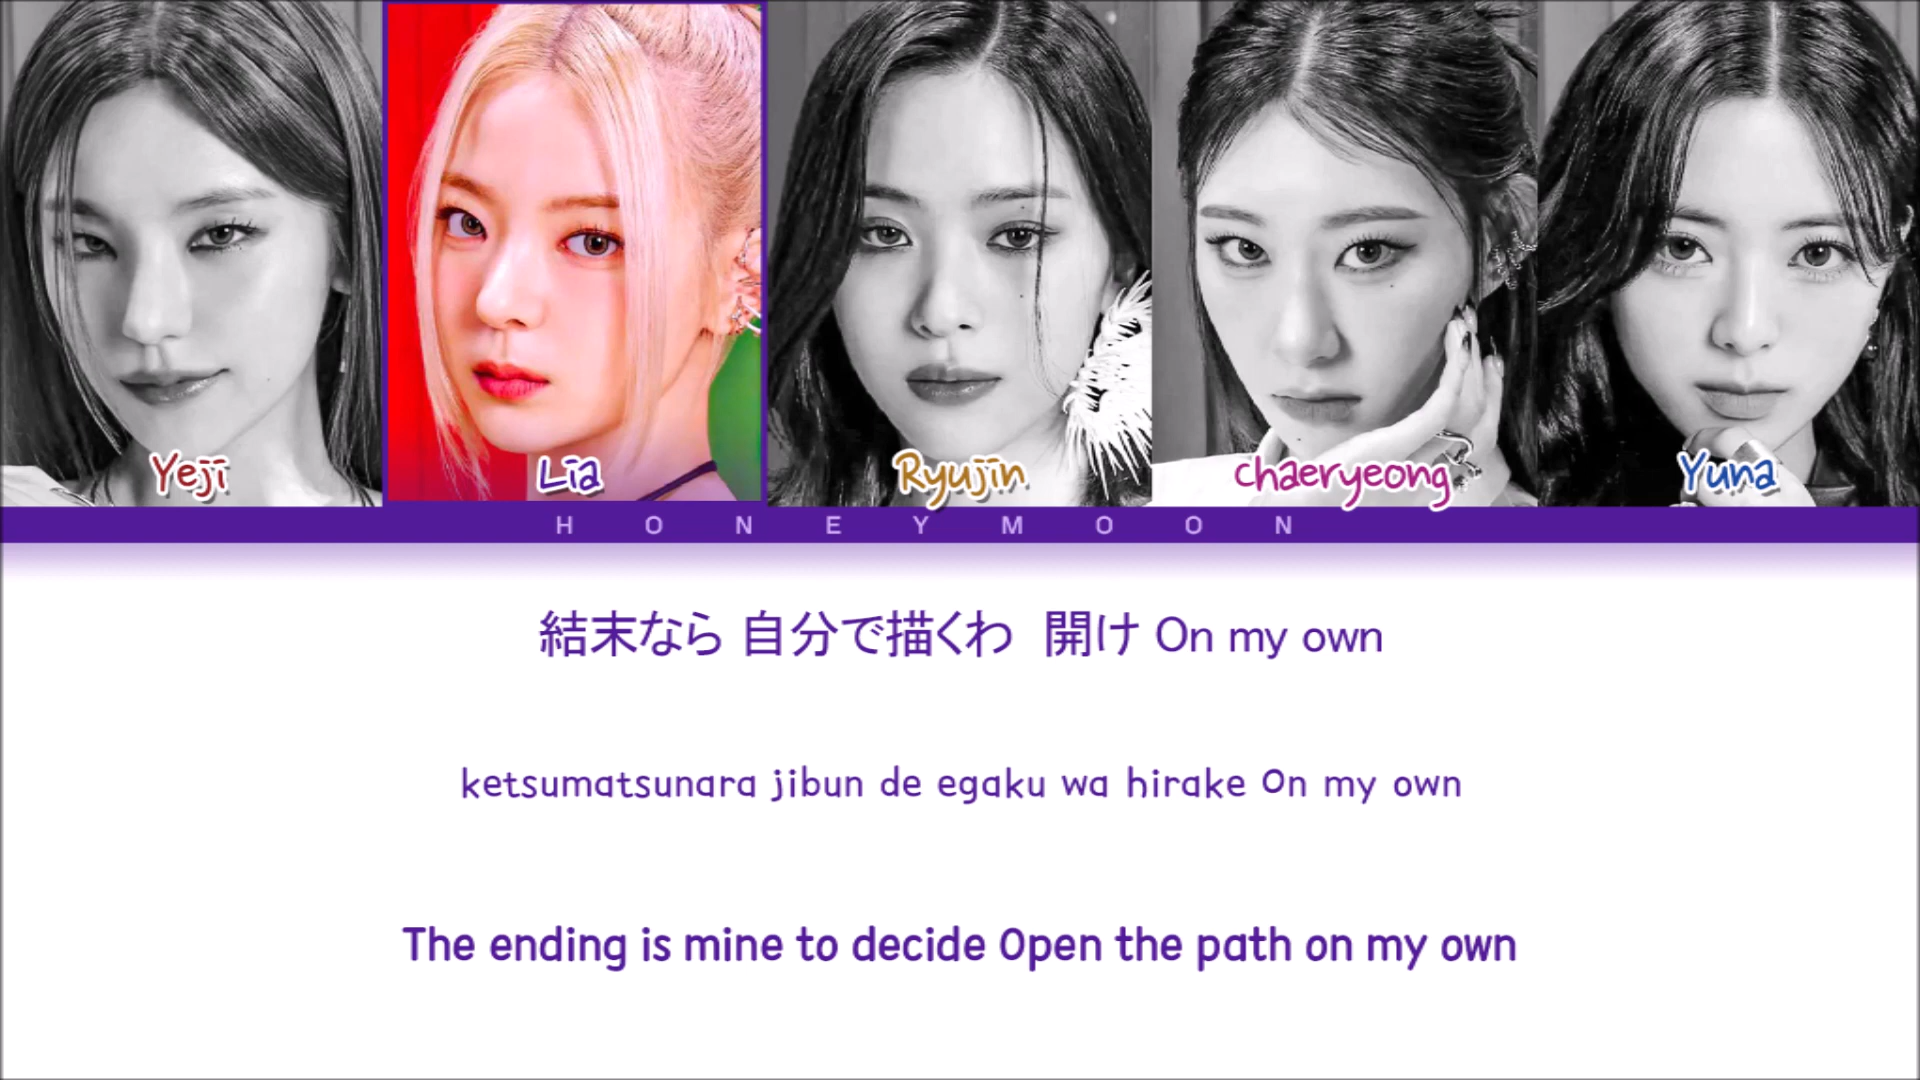 Yeji
Lia
Ryujin
Chaeryeong
Yuna
HONEYMOON
結末なら 自分で描くわ 開け On my own
ketsumatsunara jibun de egaku wa hirake On my own
The ending is mine to decide Open the path on my own